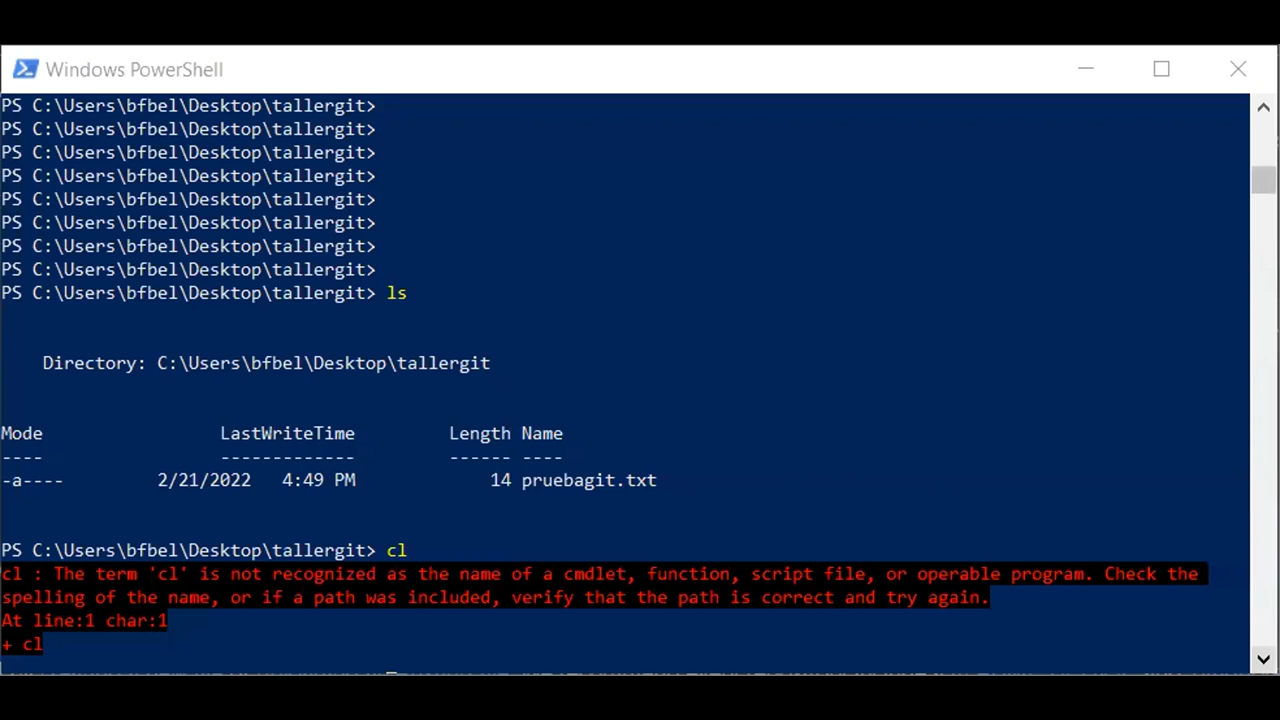 Windows PowerShell
PS C:\Users\bfbel\Desktop\tallergit>
PS C:\Users\bfbel\Desktop\tallergit>
PS C:\Users\bfbel\Desktop\tallergit>
PS C:\Users\bfbel\Desktop\tallergit>
PS C:\Users\bfbel\Desktop\tallergit>
PS C:\Users\bfbel\Desktop\tallergit>
PS C:\Users\bfbel\Desktop\tallergit>
PS C:\Users\bfbel\Desktop\tallergit>
PS C:\Users\bfbel\Desktop\tallergit> ls
Directory: C:\Users\bfbel\Desktop\tallergit
Mode LastWriteTime Length Name
---- ------------- ------ ----
-a---- 2/21/2022 4:49 PM 14 pruebagit.txt
PS C:\Users\bfbel\Desktop\tallergit> cl
cl : The term 'cl' is not recognized as the name of a cmdlet, function, script file, or operable program. Check the
spelling of the name, or if a path was included, verify that the path is correct and try again.
At line:1 char:1
+ cl